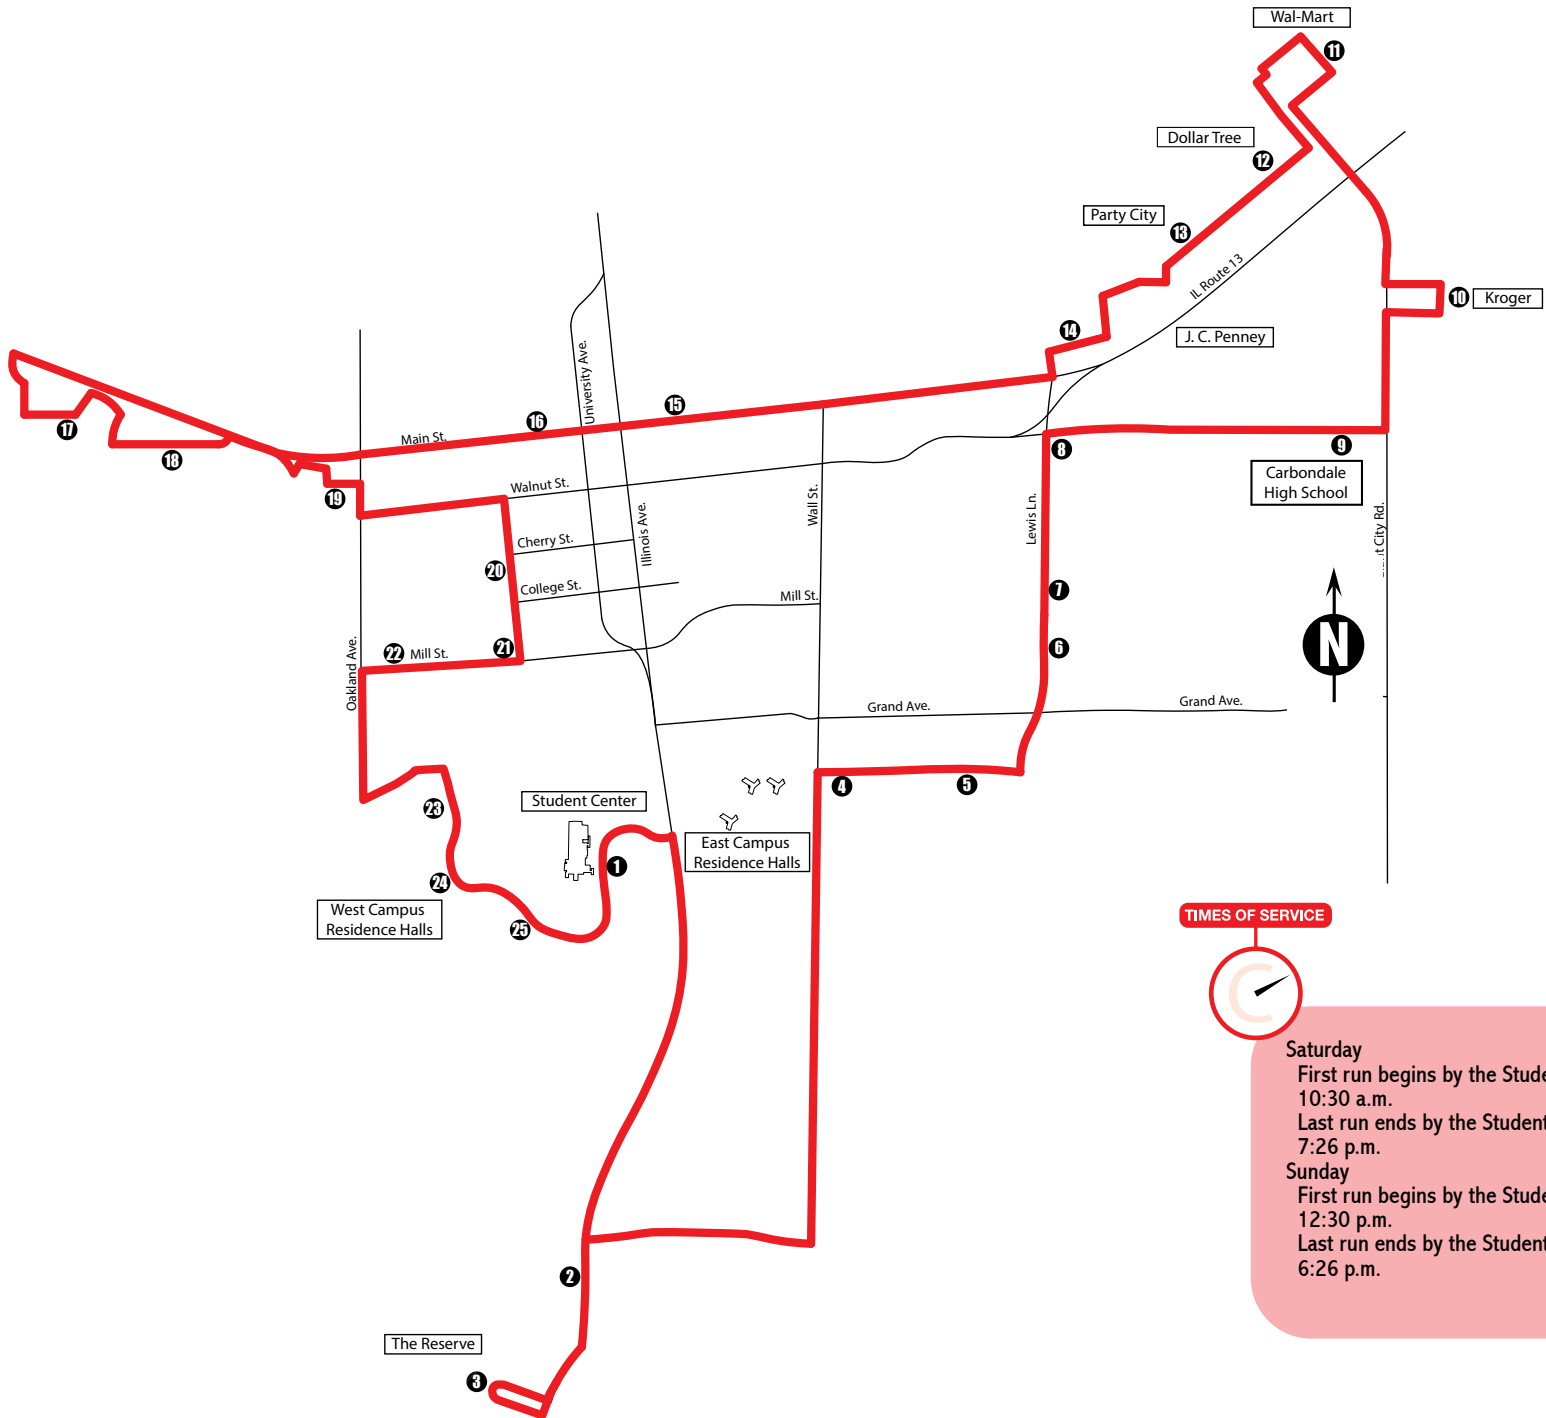 Wal-Mart
11
Dollar Tree
12
Party City
13
IL Route 13
10
Kroger
14
J. C. Penney
University Ave.
15
16
Main St.
17
18
8
9
Carbondale
High School
19
Walnut St.
Wall St.
Lewis Ln.
Illinois Ave.
City Rd.
Cherry St.
20
College St.
Mill St.
7
N
21
22
Mill St.
6
Oakland Ave.
Grand Ave.
Grand Ave.
4
5
Student Center
23
East Campus
Residence Halls
1
24
West Campus
Residence Halls
25
TIMES OF SERVICE
Saturday
First run begins by the Stude
10:30 a.m.
Last run ends by the Student
7:26 p.m.
Sunday
First run begins by the Stude
12:30 p.m.
Last run ends by the Student
6:26 p.m.
2
The Reserve
3